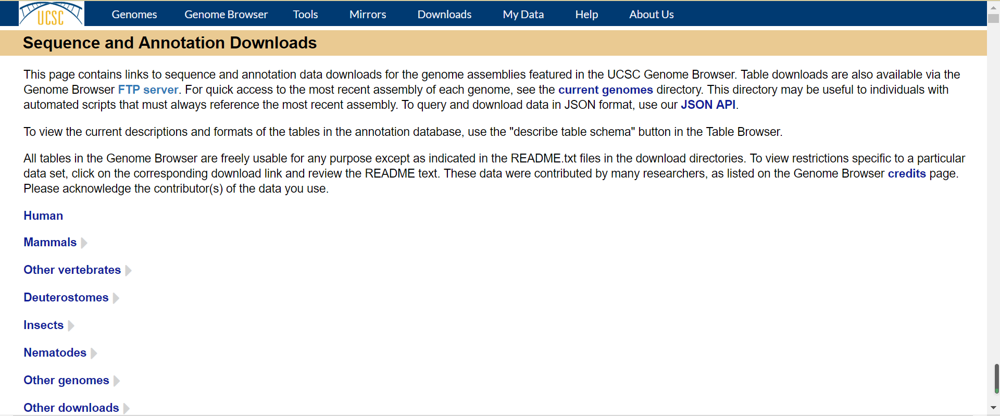 UCSC
Genomes Genome Browser Tools Mirrors Downloads My Data Help About Us
Sequence and Annotation Downloads
This page contains links to sequence and annotation data downloads for the genome assemblies featured in the UCSC Genome Browser. Table downloads are also available via the
Genome Browser FTP server. For quick access to the most recent assembly of each genome, see the current genomes directory. This directory may be useful to individuals with
automated scripts that must always reference the most recent assembly. To query and download data in JSON format, use our JSON API.
To view the current descriptions and formats of the tables in the annotation database, use the "describe table schema" button in the Table Browser.
All tables in the Genome Browser are freely usable for any purpose except as indicated in the README.txt files in the download directories. To view restrictions specific to a particular
data set, click on the corresponding download link and review the README text. These data were contributed by many researchers, as listed on the Genome Browser credits page.
Please acknowledge the contributor(s) of the data you use.
Human
Mammals
Other vertebrates
Deuterostomes
Insects
Nematodes
Other genomes
Other downloads